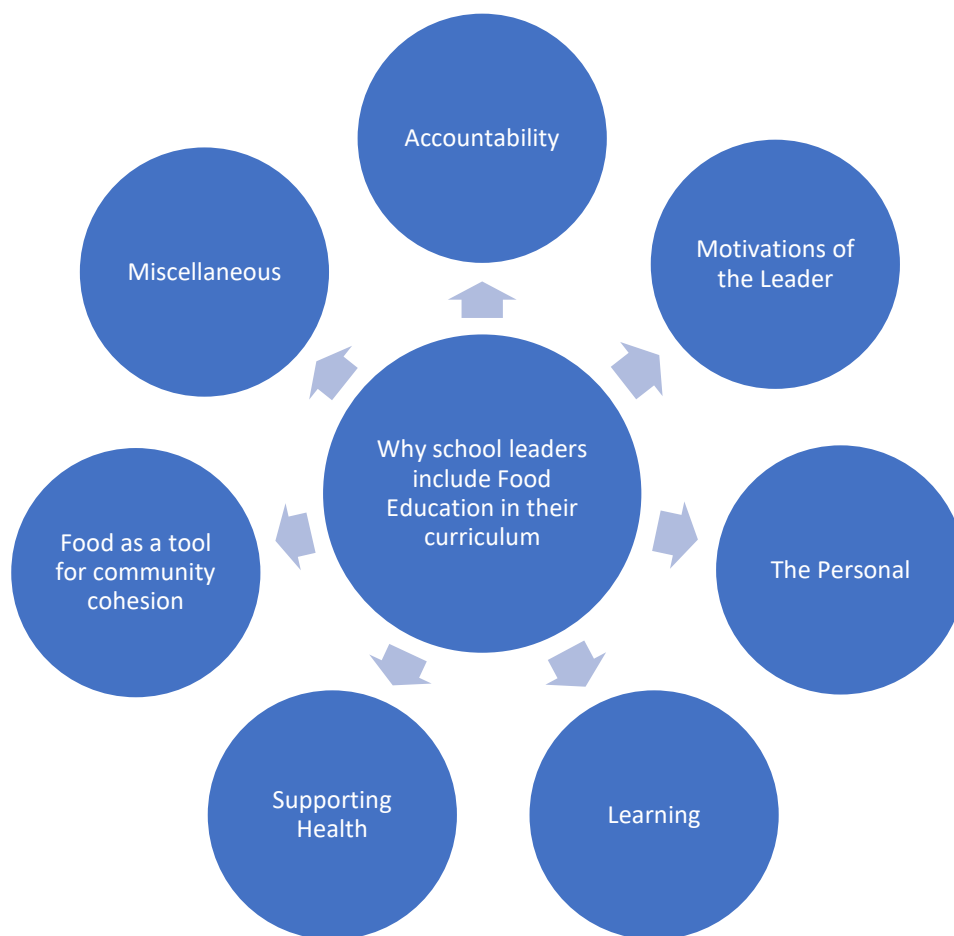 Accountability
Motivations of
the Leader
The Personal
Learning
Supporting
Health
Food as a tool
for community
cohesion
Miscellaneous
Why school leaders
include Food
Education in their
curriculum